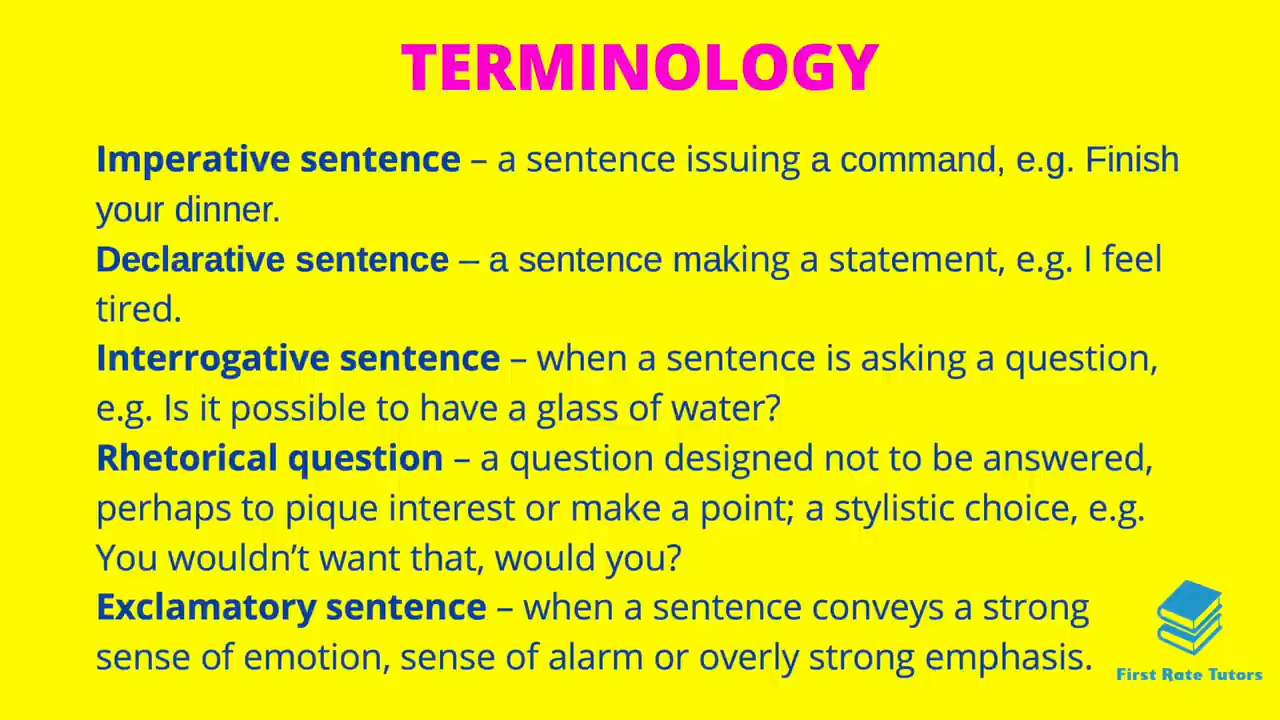 TERMINOLOGY
Imperative sentence – a sentence issuing a command, e.g. Finish
your dinner.
Declarative sentence – a sentence making a statement, e.g. I feel
tired.
Interrogative sentence – when a sentence is asking a question,
e.g. Is it possible to have a glass of water?
Rhetorical question – a question designed not to be answered,
perhaps to pique interest or make a point; a stylistic choice, e.g.
You wouldn’t want that, would you?
Exclamatory sentence – when a sentence conveys a strong
sense of emotion, sense of alarm or overly strong emphasis.
First Rate Tutors